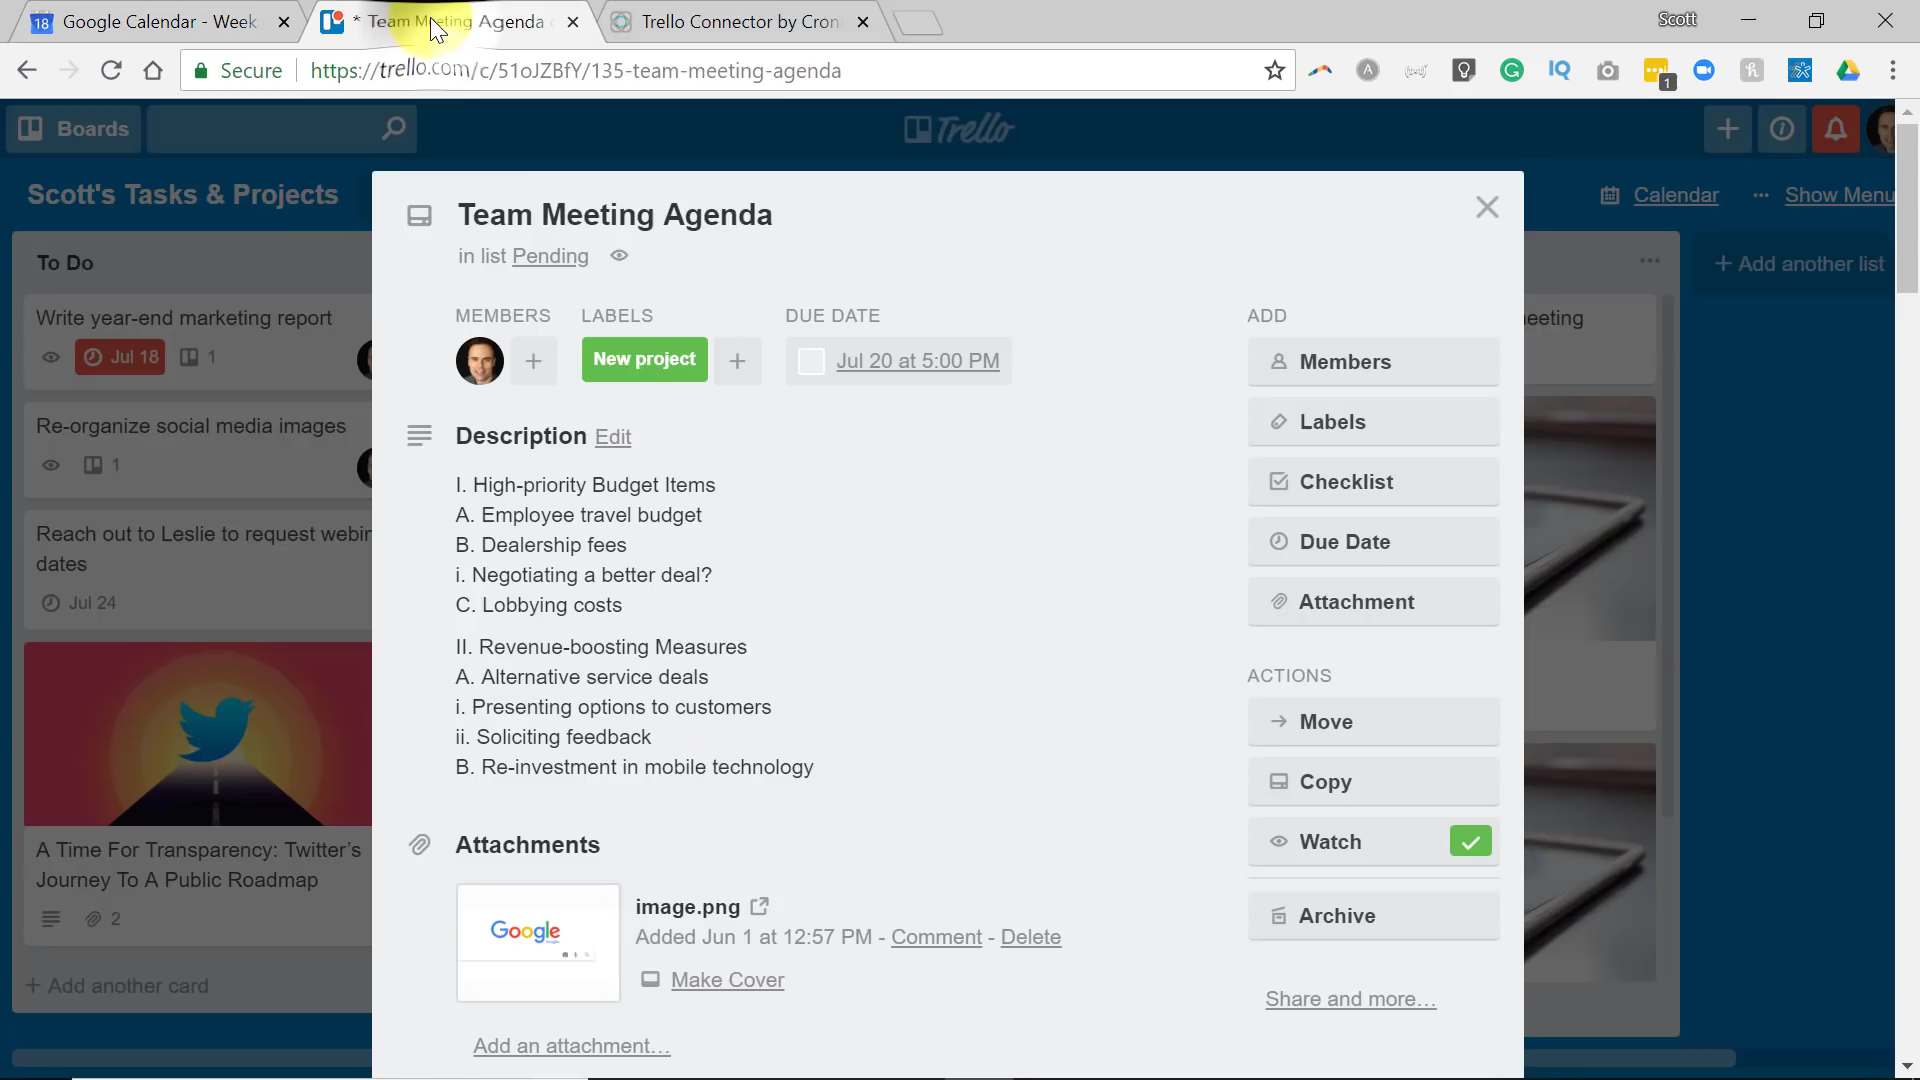 18 Google Calendar - Week
* Team Meeting Agenda
Trello Connector by Cron
Scott
Secure
https://trello.com/c/51oJZBfY/135-team-meeting-agenda
1
Boards
Trello
Scott's Tasks & Projects
Calendar
... Show Menu
To Do
Write year-end marketing report
Jul 18
1
Re-organize social media images
1
Reach out to Leslie to request webin
dates
Jul 24
A Time For Transparency: Twitter's
Journey To A Public Roadmap
2
+ Add another card
Team Meeting Agenda
in list Pending
MEMBERS
LABELS
DUE DATE
+
New project
+
Jul 20 at 5:00 PM
Description Edit
I. High-priority Budget Items
A. Employee travel budget
B. Dealership fees
i. Negotiating a better deal?
C. Lobbying costs
II. Revenue-boosting Measures
A. Alternative service deals
i. Presenting options to customers
ii. Soliciting feedback
B. Re-investment in mobile technology
Attachments
Google
image.png
Added Jun 1 at 12:57 PM - Comment - Delete
Make Cover
Add an attachment…
ADD
Members
Labels
Checklist
Due Date
Attachment
ACTIONS
Move
Copy
Watch
Archive
Share and more…
eeting
+ Add another list